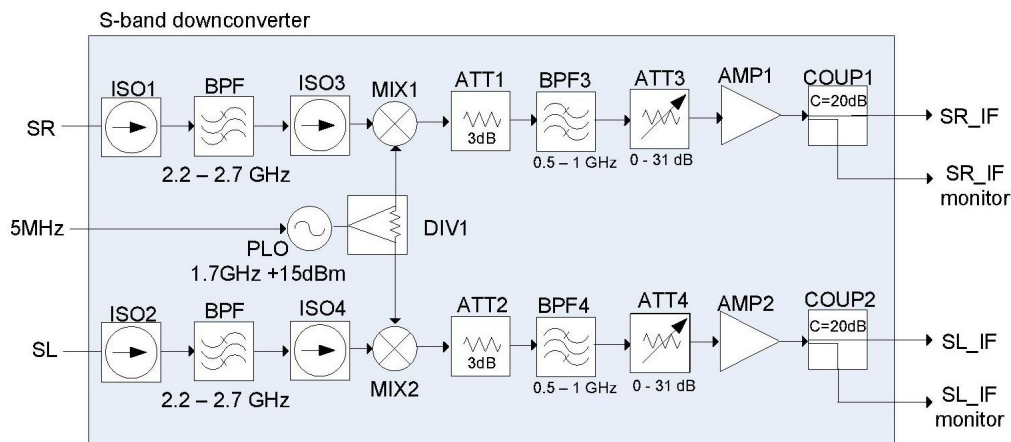 S-band downconverter
ISO1
BPF
ISO3
MIX1
ATT1
BPF3
ATT3
AMP1
COUP1
C=20dB
3dB
SR
SR_IF
2.2 – 2.7 GHz
0.5 – 1 GHz
0 - 31 dB
SR_IF
monitor
5MHz
PLO
DIV1
1.7GHz +15dBm
ISO2
BPF
ISO4
MIX2
ATT2
BPF4
ATT4
AMP2
COUP2
C=20dB
3dB
SL
SL_IF
2.2 – 2.7 GHz
0.5 – 1 GHz
0 - 31 dB
SL_IF
monitor